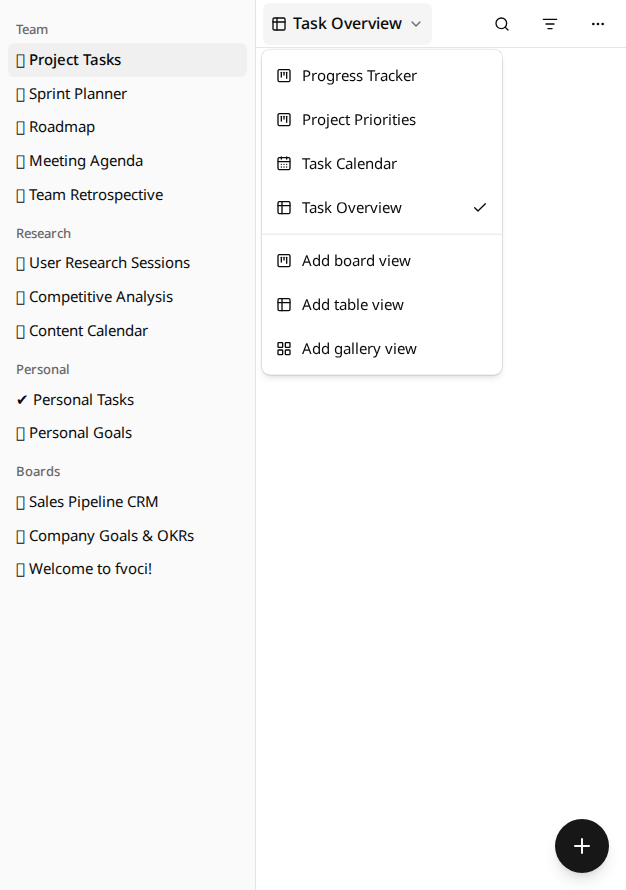 Team
Project Tasks
Sprint Planner
Roadmap
Meeting Agenda
Team Retrospective
Research
User Research Sessions
Competitive Analysis
Content Calendar
Personal
✔ Personal Tasks
Personal Goals
Boards
Sales Pipeline CRM
Company Goals & OKRs
Welcome to fvoci!
Task Overview
Progress Tracker
Project Priorities
Task Calendar
Task Overview
Add board view
Add table view
Add gallery view